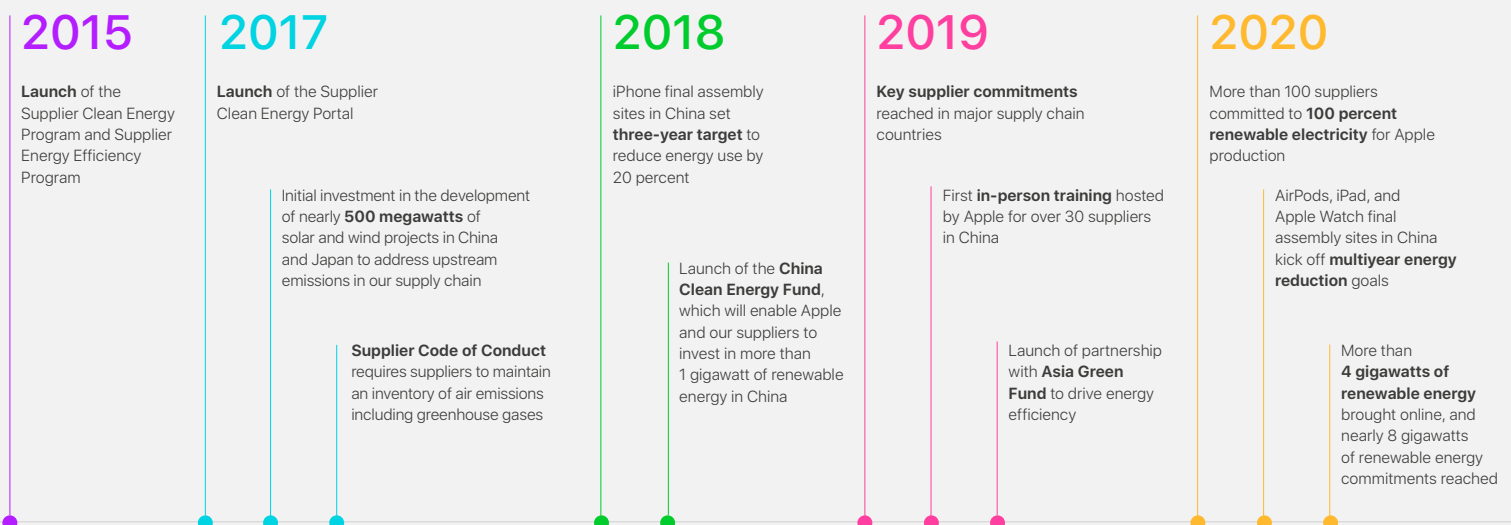 2015
Launch of the
Supplier Clean Energy
Program and Supplier
Energy Efficiency
Program
2017
Launch of the Supplier
Clean Energy Portal
Initial investment in the development
of nearly 500 megawatts of
solar and wind projects in China
and Japan to address upstream
emissions in our supply chain
Supplier Code of Conduct
requires suppliers to maintain
an inventory of air emissions
including greenhouse gases
2018
iPhone final assembly
sites in China set
three-year target to
reduce energy use by
20 percent
Launch of the China
Clean Energy Fund,
which will enable Apple
and our suppliers to
invest in more than
1 gigawatt of renewable
energy in China
2019
Key supplier commitments
reached in major supply chain
countries
First in-person training hosted
by Apple for over 30 suppliers
in China
Launch of partnership
with Asia Green
Fund to drive energy
efficiency
2020
More than 100 suppliers
committed to 100 percent
renewable electricity for Apple
production
AirPods, iPad, and
Apple Watch final
assembly sites in China
kick off multiyear energy
reduction goals
More than
4 gigawatts of
renewable energy
brought online, and
nearly 8 gigawatts
of renewable energy
commitments reached